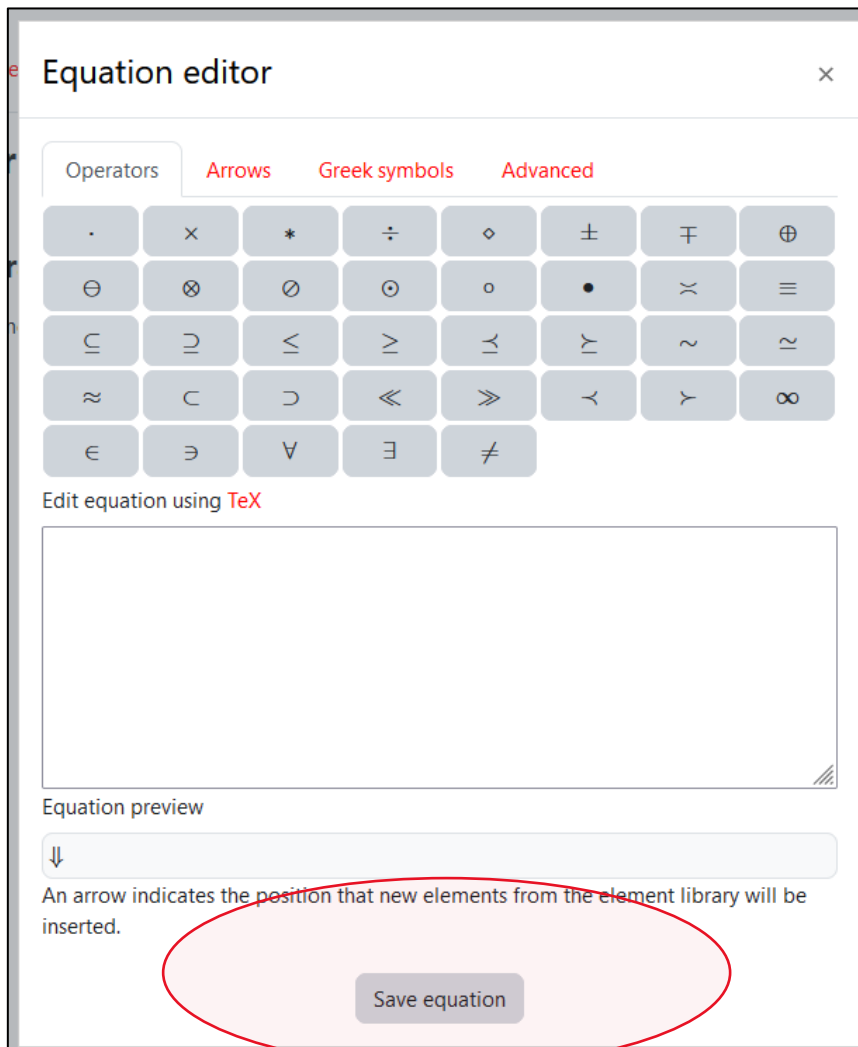 Equation editor ×
Operators Arrows Greek symbols Advanced
· × ∗ ÷ ⋄ ± ∓ ⊕
⊖ ⊗ ⊘ ⊙ ∘ • ≍ ≡
⊆ ⊇ ≤ ≥ ⪯ ⪰ ∼ ≃
≈ ⊂ ⊃ ≪ ≫ ≺ ≻ ∞
∈ ∋ ∀ ∃ ≠
Edit equation using TeX
Equation preview
⇓
An arrow indicates the position that new elements from the element library will be
inserted.
Save equation